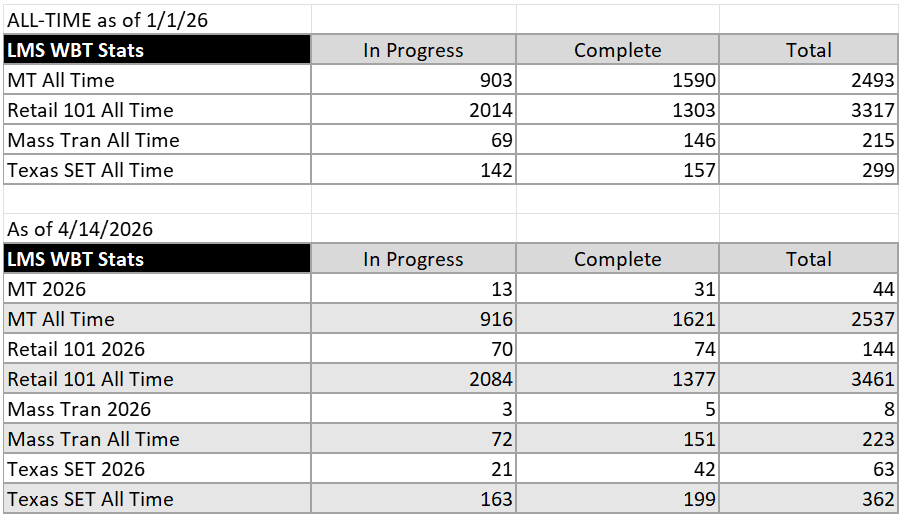 ALL-TIME as of 1/1/26
LMS WBT Stats In Progress Complete Total
MT All Time 903 1590 2493
Retail 101 All Time 2014 1303 3317
Mass Tran All Time 69 146 215
Texas SET All Time 142 157 299
As of 4/14/2026
LMS WBT Stats In Progress Complete Total
MT 2026 13 31 44
MT All Time 916 1621 2537
Retail 101 2026 70 74 144
Retail 101 All Time 2084 1377 3461
Mass Tran 2026 3 5 8
Mass Tran All Time 72 151 223
Texas SET 2026 21 42 63
Texas SET All Time 163 199 362